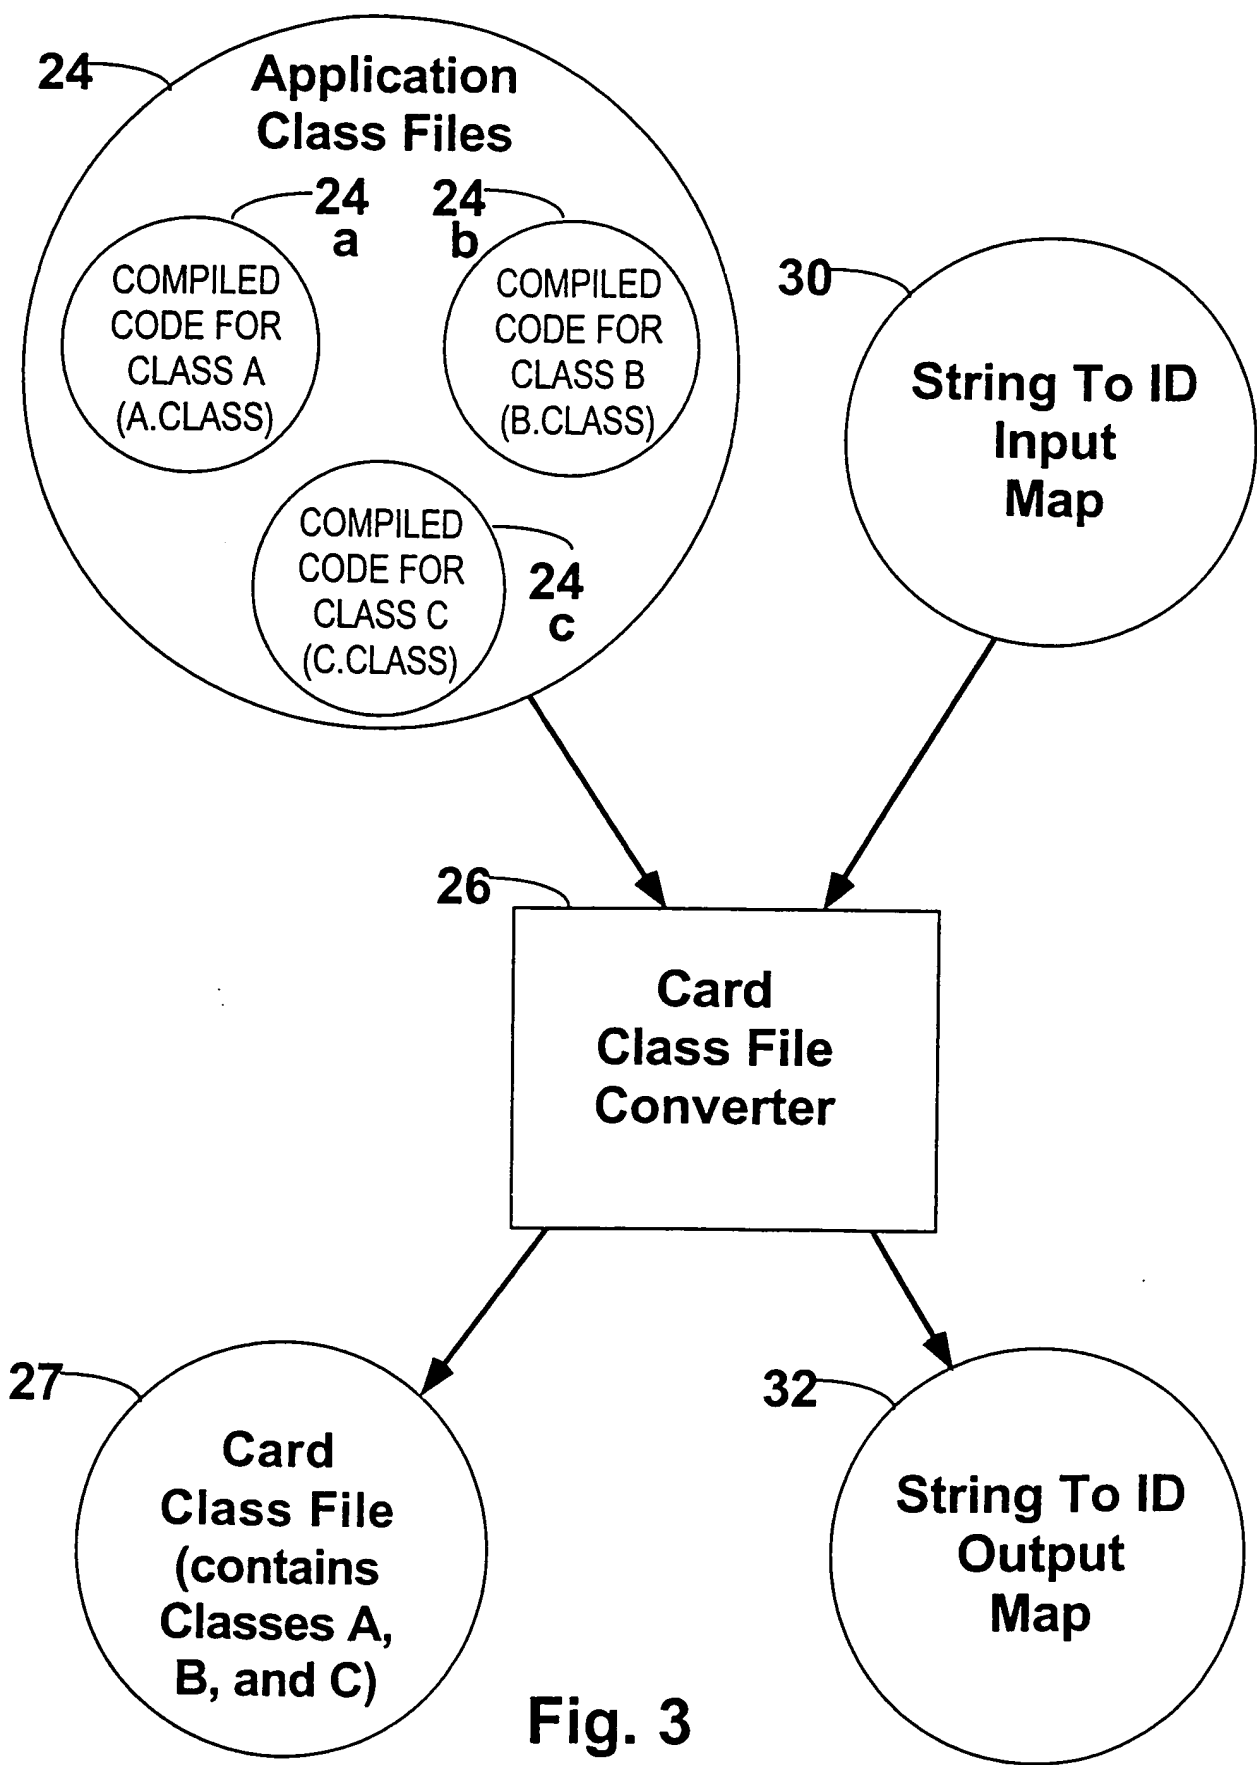 24
Application
Class Files
24
a
24
b
COMPILED
CODE FOR
CLASS A
(A.CLASS)
COMPILED
CODE FOR
CLASS B
(B.CLASS)
COMPILED
CODE FOR
CLASS C
(C.CLASS)
24
c
30
String To ID
Input
Map
26
Card
Class File
Converter
27
Card
Class File
(contains
Classes A,
B, and C)
32
String To ID
Output
Map
Fig. 3